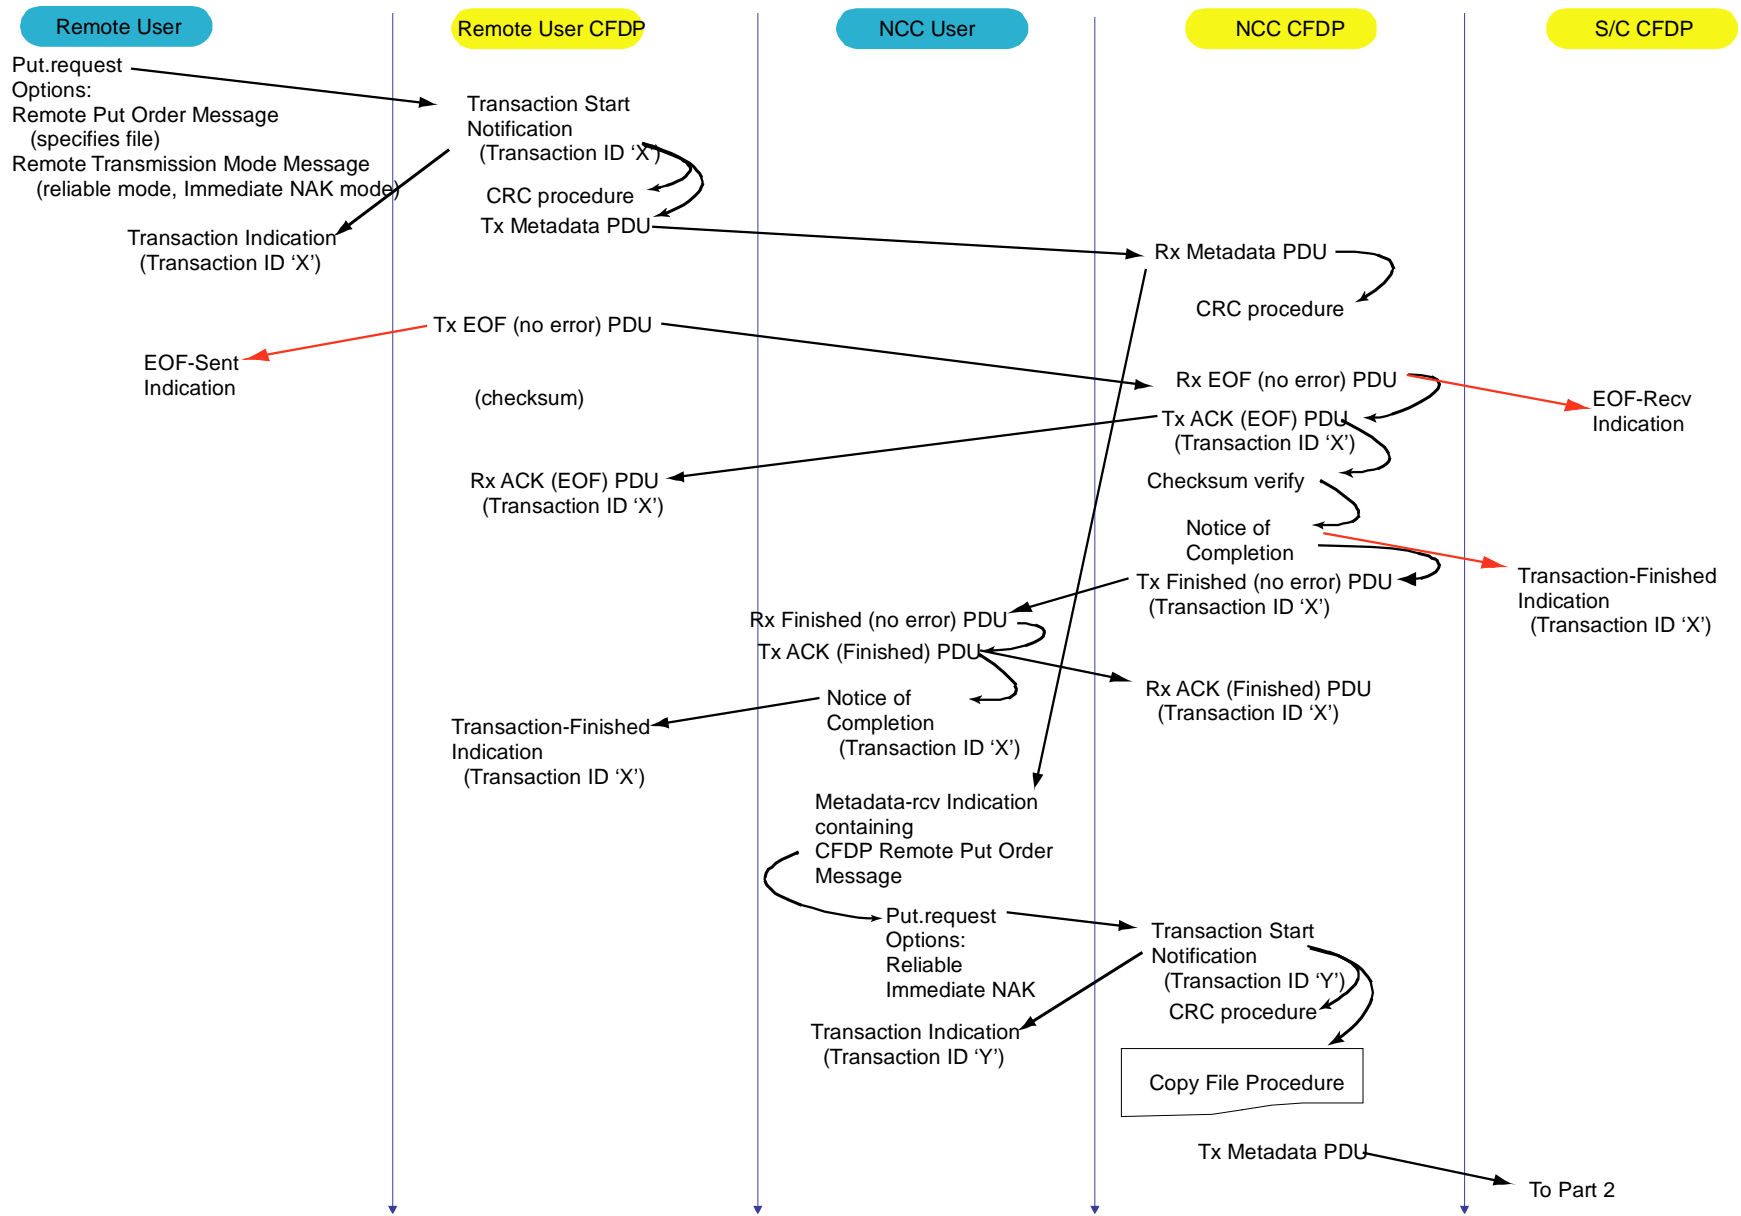 Remote User
Remote User CFDP
NCC User
NCC CFDP
S/C CFDP
Put.request
Options:
Remote Put Order Message
(specifies file)
Remote Transmission Mode Message
(reliable mode, Immediate NAK mode)
Transaction Start
Notification
(Transaction ID ‘X’)
CRC procedure
Tx Metadata PDU
Transaction Indication
(Transaction ID ‘X’)
Rx Metadata PDU
CRC procedure
Tx EOF (no error) PDU
EOF-Sent
Indication
(checksum)
Rx EOF (no error) PDU
EOF-Recv
Indication
Tx ACK (EOF) PDU
(Transaction ID ‘X’)
Rx ACK (EOF) PDU
(Transaction ID ‘X’)
Checksum verify
Notice of
Completion
Tx Finished (no error) PDU
(Transaction ID ‘X’)
Transaction-Finished
Indication
(Transaction ID ‘X’)
Rx Finished (no error) PDU
Tx ACK (Finished) PDU
Rx ACK (Finished) PDU
(Transaction ID ‘X’)
Notice of
Completion
(Transaction ID ‘X’)
Transaction-Finished
Indication
(Transaction ID ‘X’)
Metadata-rcv Indication
containing
CFDP Remote Put Order
Message
Put.request
Options:
Reliable
Immediate NAK
Transaction Start
Notification
(Transaction ID ‘Y’)
CRC procedure
Transaction Indication
(Transaction ID ‘Y’)
Copy File Procedure
Tx Metadata PDU
To Part 2